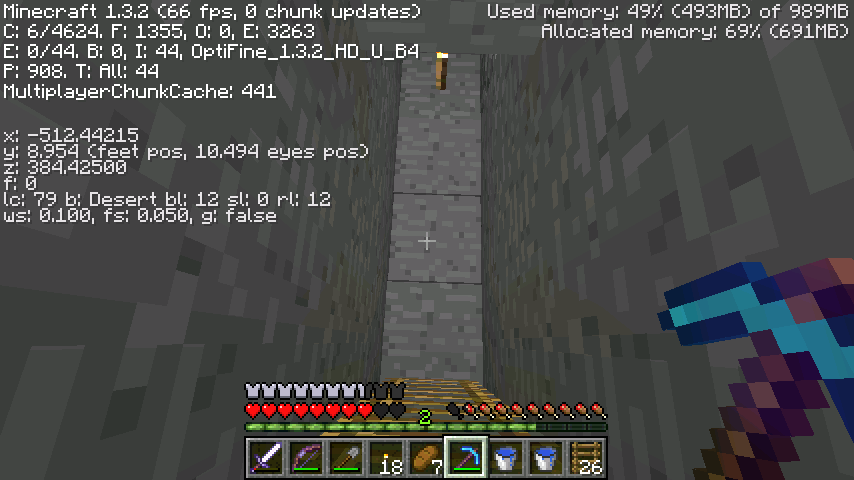 Minecraft 1.3.2 (66 fps, 0 chunk updates)
Used memory: 49% (493MB) of 989MB
C: 6/4624. F: 1355, O: 0, E: 3263
Allocated memory: 69% (691MB)
E: 0/44, B: 0, I: 44, OptiFine_1.3.2_HD_U_B4
P: 908. T: All: 44
MultiplayerChunkCache: 441
x: -512.44215
y: 8.954 (feet pos, 10.494 eyes pos)
z: 384.42500
f: 0
lc: 79 b: Desert bl: 12 sl: 0 rl: 12
ws: 0.100, fs: 0.050, g: false
2
18
7
26